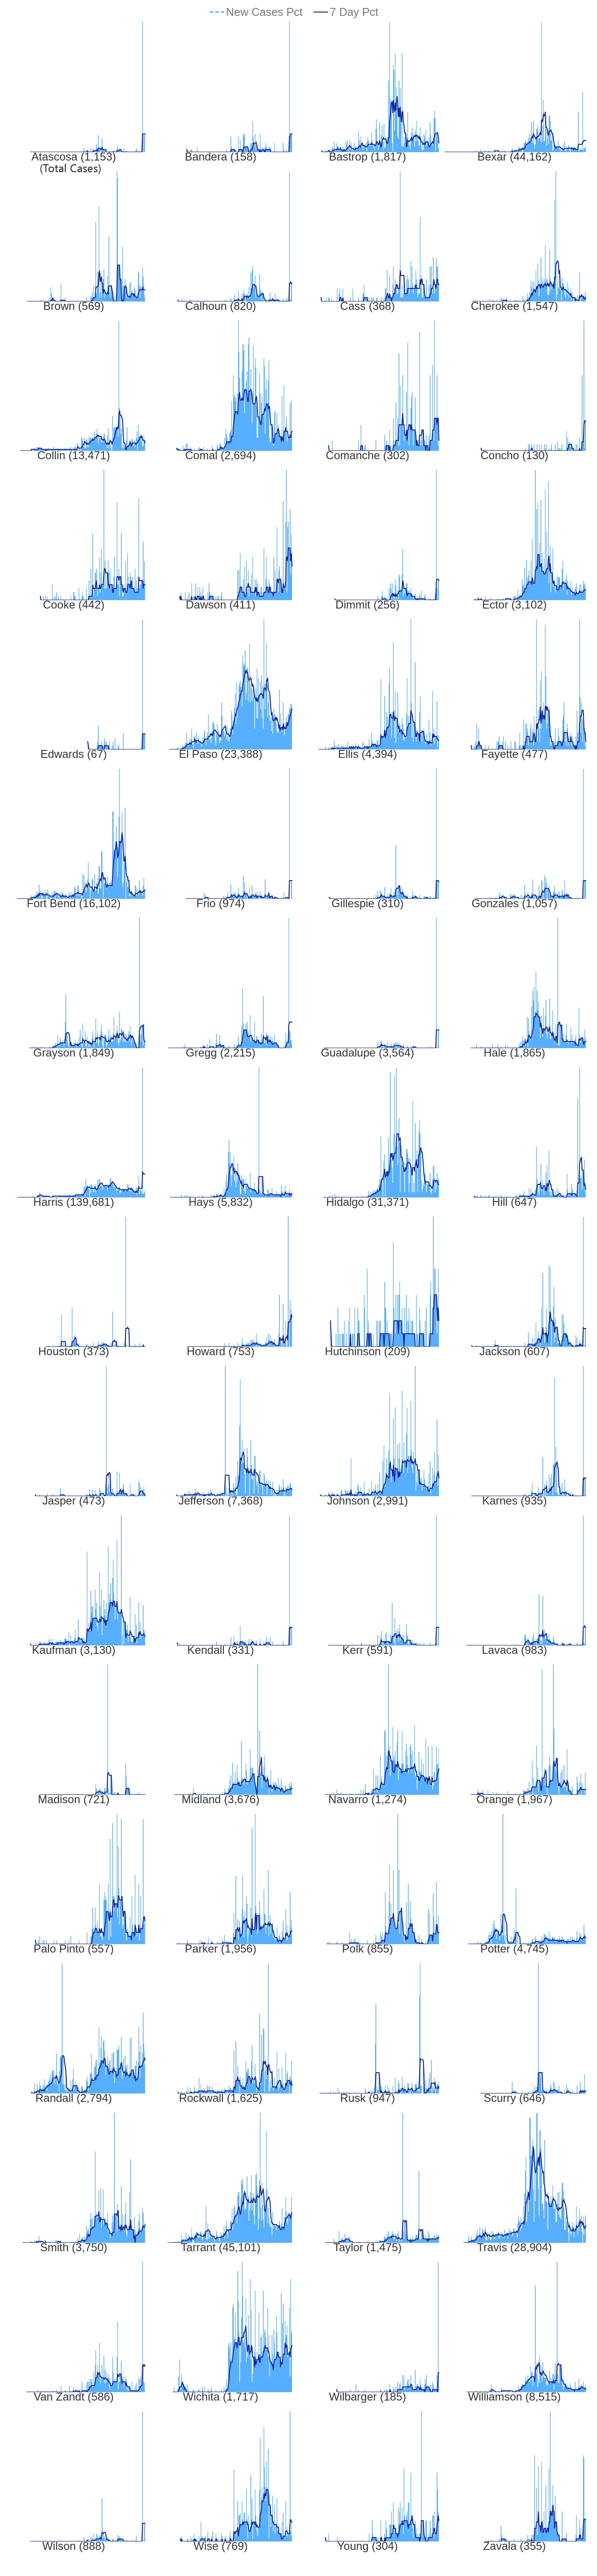 New Cases Pct 7 Day Pct
Atascosa (1,153) Bandera (158) Bastrop (1,817) Bexar (44,162)
(Total Cases)
Brown (569) Calhoun (820) Cass (368) Cherokee (1,547)
Collin (13,471) Comal (2,694) Comanche (302) Concho (130)
Cooke (442) Dawson (411) Dimmit (256) Ector (3,102)
Edwards (67) El Paso (23,388) Ellis (4,394) Fayette (477)
Fort Bend (16,102) Frio (974) Gillespie (310) Gonzales (1,057)
Grayson (1,849) Gregg (2,215) Guadalupe (3,564) Hale (1,865)
Harris (139,681) Hays (5,832) Hidalgo (31,371) Hill (647)
Houston (373) Howard (753) Hutchinson (209) Jackson (607)
Jasper (473) Jefferson (7,368) Johnson (2,991) Karnes (935)
Kaufman (3,130) Kendall (331) Kerr (591) Lavaca (983)
Madison (721) Midland (3,676) Navarro (1,274) Orange (1,967)
Palo Pinto (557) Parker (1,956) Polk (855) Potter (4,745)
Randall (2,794) Rockwall (1,625) Rusk (947) Scurry (646)
Smith (3,750) Tarrant (45,101) Taylor (1,475) Travis (28,904)
Van Zandt (586) Wichita (1,717) Wilbarger (185) Williamson (8,515)
Wilson (888) Wise (769) Young (304) Zavala (355)